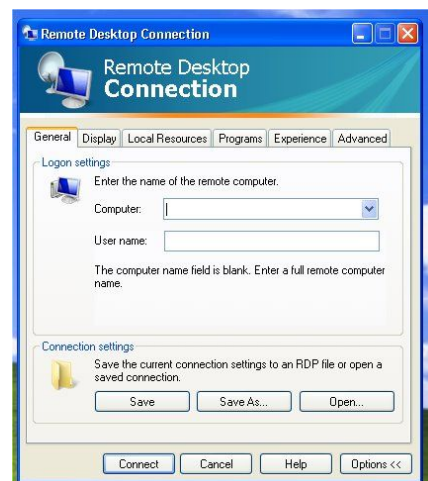 Remote Desktop Connection
Remote Desktop
Connection
General Display Local Resources Programs Experience Advanced
Logon settings
Enter the name of the remote computer.
Computer:
User name:
The computer name field is blank. Enter a full remote computer
name.
Connection settings
Save the current connection settings to an RDP file or open a
saved connection.
Save Save As... Open...
Connect Cancel Help Options <<